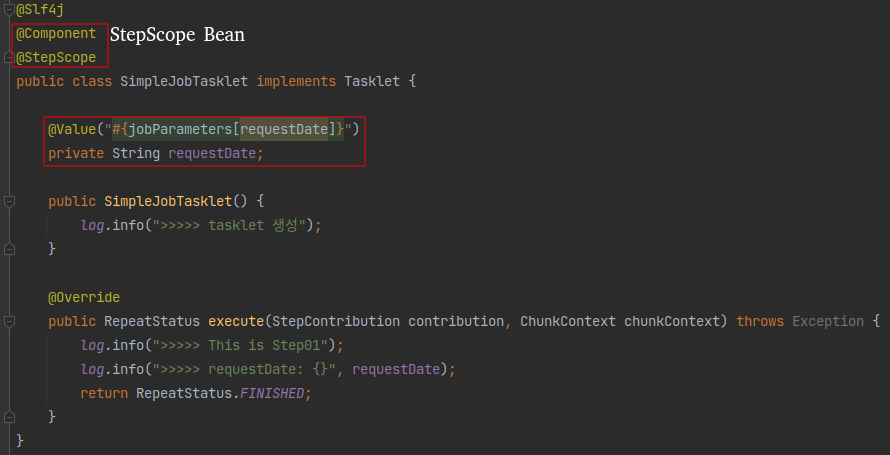 @Slf4j
@Component StepScope Bean
@StepScope
public class SimpleJobTasklet implements Tasklet {
@Value("#{jobParameters[requestDate]}")
private String requestDate;
public SimpleJobTasklet() {
log.info(">>>>> tasklet 생성");
}
@Override
public RepeatStatus execute(StepContribution contribution, ChunkContext chunkContext) throws Exception {
log.info(">>>>> This is Step01");
log.info(">>>>> requestDate: {}", requestDate);
return RepeatStatus.FINISHED;
}
}